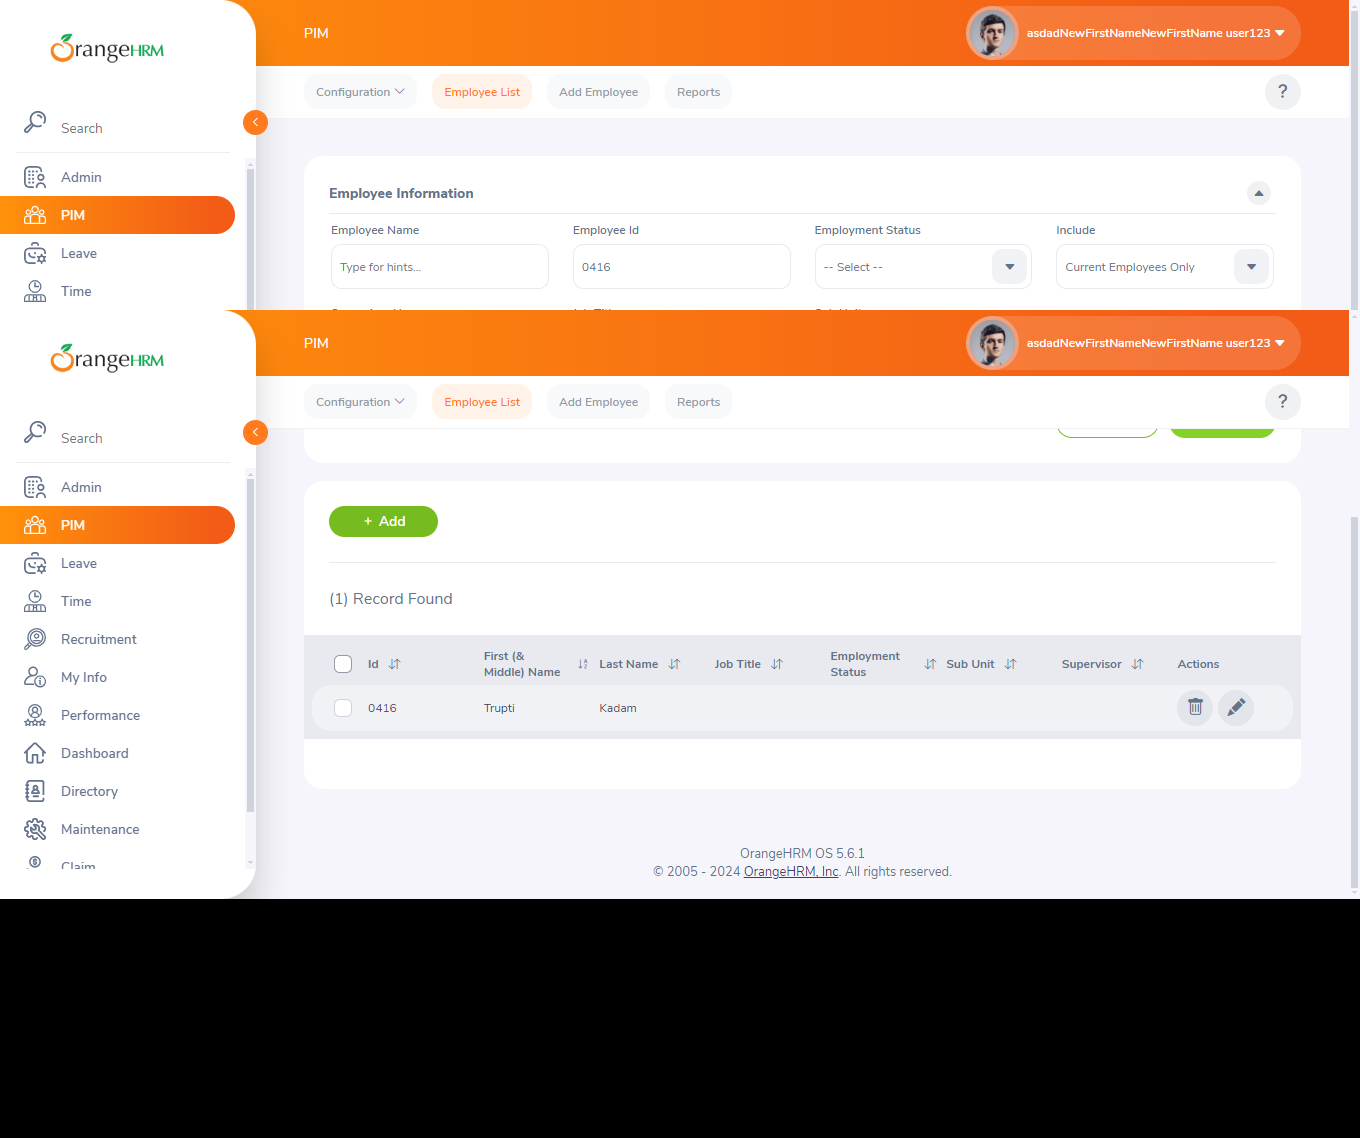 OrangeHRM
PIM
asdadNewFirstNameNewFirstName user123
Configuration
Employee List
Add Employee
Reports
?
Search
Admin
PIM
Leave
Time
Employee Information
Employee Name
Employee Id
Employment Status
Include
Type for hints...
0416
-- Select --
Current Employees Only
OrangeHRM
PIM
asdadNewFirstNameNewFirstName user123
Configuration
Employee List
Add Employee
Reports
?
Search
Admin
PIM
Leave
Time
Recruitment
My Info
Performance
Dashboard
Directory
Maintenance
Claim
+ Add
(1) Record Found
Id
First (& Middle) Name
Last Name
Job Title
Employment Status
Sub Unit
Supervisor
Actions
0416
Trupti
Kadam
OrangeHRM OS 5.6.1
© 2005 - 2024 OrangeHRM, Inc. All rights reserved.